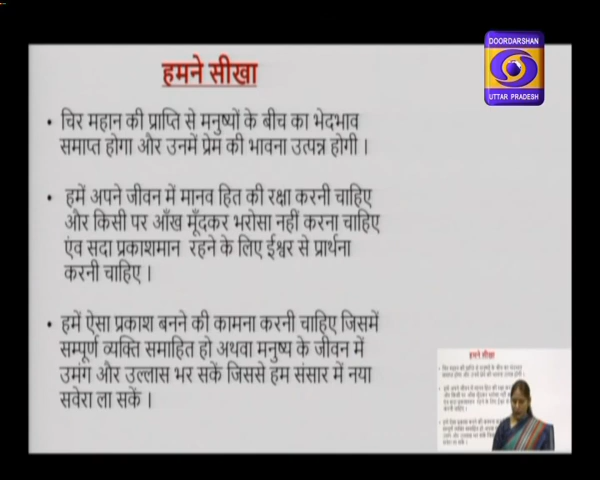 हमने सीखा
DOORDARSHAN
UTTAR PRADESH
• चिर महान की प्राप्ति से मनुष्यों के बीच का भेदभाव
समाप्त होगा और उनमें प्रेम की भावना उत्पन्न होगी ।
• हमें अपने जीवन में मानव हित की रक्षा करनी चाहिए
और किसी पर आँख मूँदकर भरोसा नहीं करना चाहिए
एंव सदा प्रकाशमान रहने के लिए ईश्वर से प्रार्थना
करनी चाहिए ।
• हमें ऐसा प्रकाश बनने की कामना करनी चाहिए जिसमें
सम्पूर्ण व्यक्ति समाहित हो अथवा मनुष्य के जीवन में
उमंग और उल्लास भर सकें जिससे हम संसार में नया
सवेरा ला सकें ।
हमने सीखा